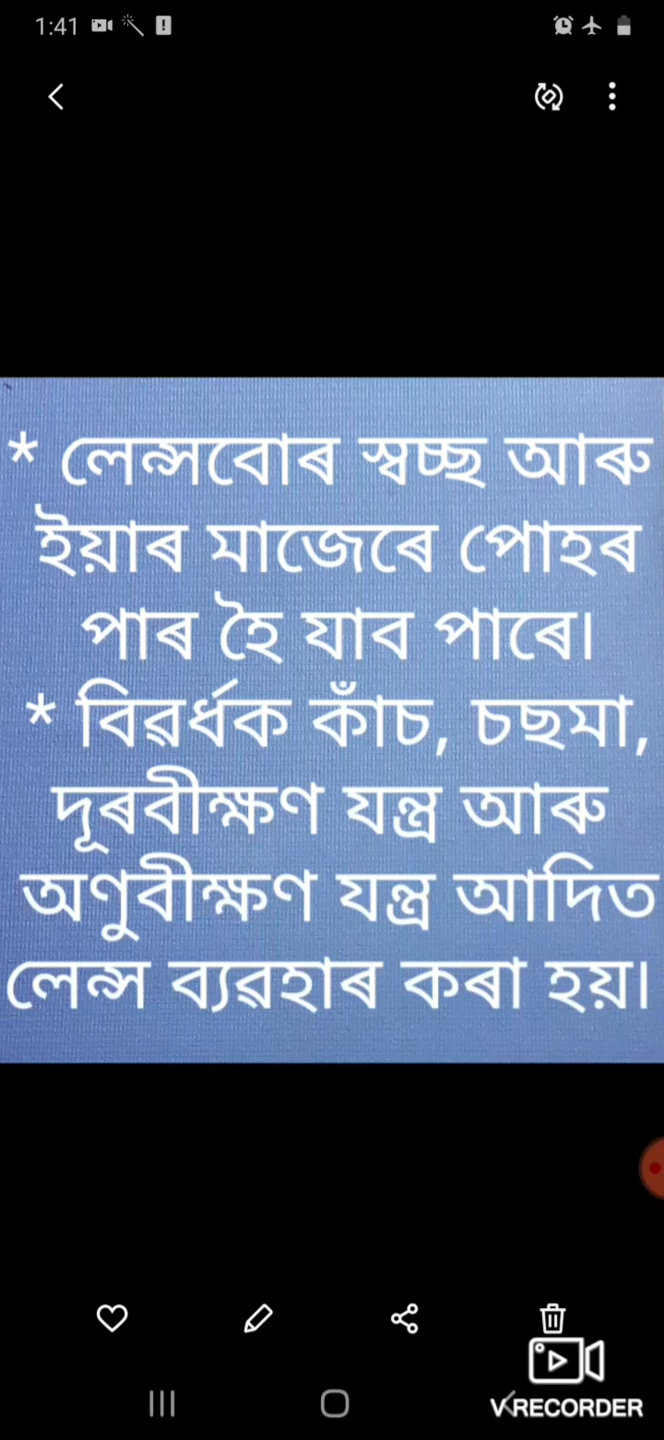 1:41
* লেন্সবোৰ স্বচ্ছ আৰু
ইয়াৰ মাজেৰে পোহৰ
পাৰ হৈ যাব পাৰে।
* বিৱৰ্ধক কাঁচ, চছমা,
দূৰবীক্ষণ যন্ত্ৰ আৰু
অণুবীক্ষণ যন্ত্ৰ আদিত
লেন্স ব্যৱহাৰ কৰা হয়।
VRECORDER